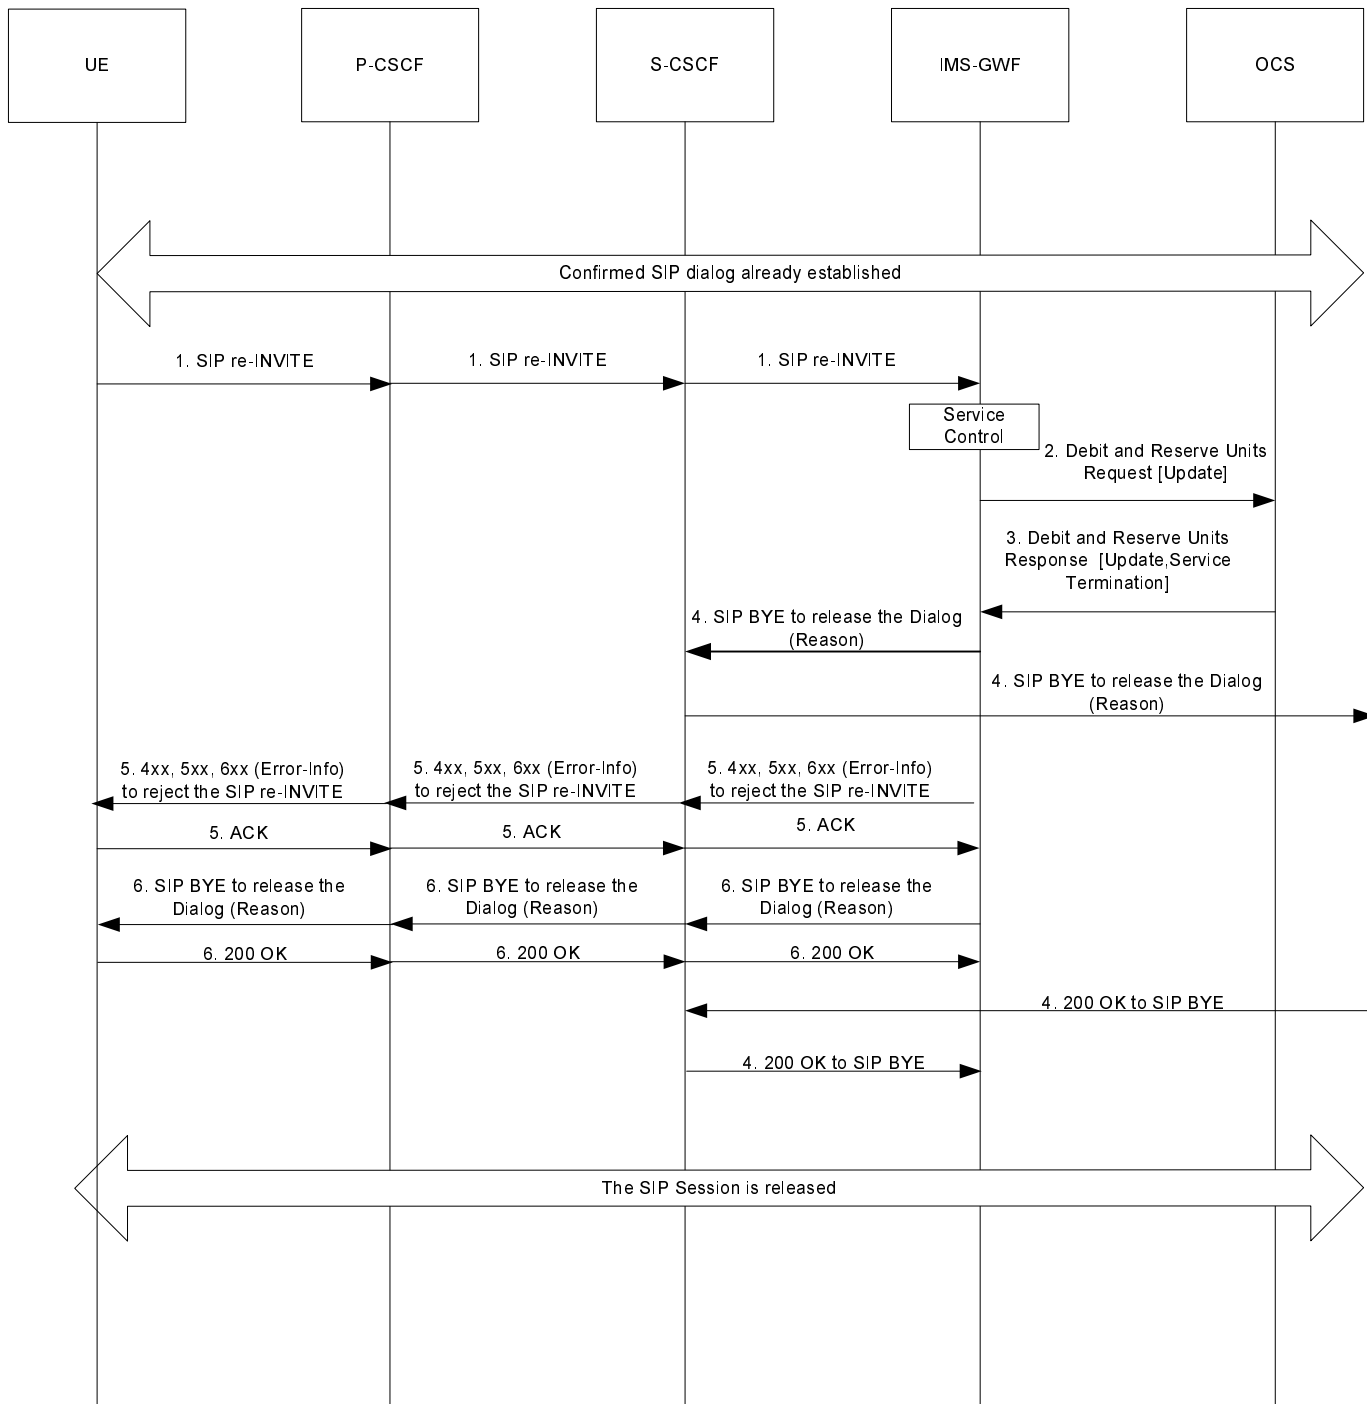 UE
P-CSCF
S-CSCF
IMS-GWF
OCS
Confirmed SIP dialog already established
1. SIP re-INVITE
1. SIP re-INVITE
1. SIP re-INVITE
Service
Control
2. Debit and Reserve Units
Request [Update]
3. Debit and Reserve Units
Response [Update,Service
Termination]
4. SIP BYE to release the Dialog
(Reason)
4. SIP BYE to release the Dialog
(Reason)
5. 4xx, 5xx, 6xx (Error-Info)
to reject the SIP re-INVITE
5. 4xx, 5xx, 6xx (Error-Info)
to reject the SIP re-INVITE
5. 4xx, 5xx, 6xx (Error-Info)
to reject the SIP re-INVITE
5. ACK
5. ACK
5. ACK
6. SIP BYE to release the
Dialog (Reason)
6. SIP BYE to release the
Dialog (Reason)
6. SIP BYE to release the
Dialog (Reason)
6. 200 OK
6. 200 OK
6. 200 OK
4. 200 OK to SIP BYE
4. 200 OK to SIP BYE
The SIP Session is released